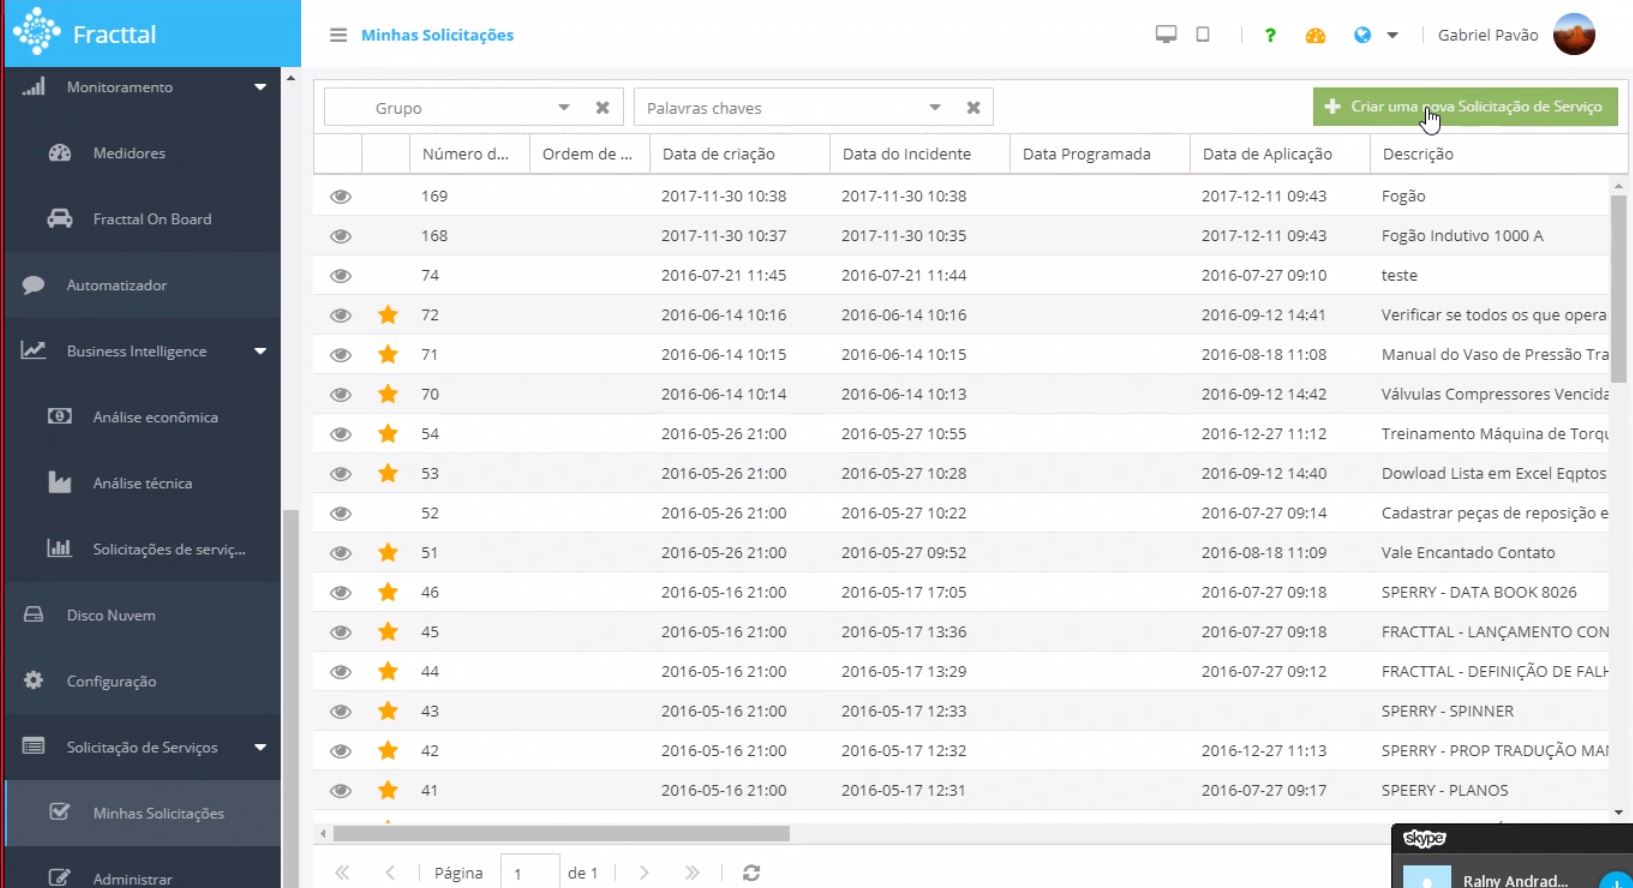 Fracttal
Minhas Solicitações
?
Gabriel Pavão
Monitoramento
Medidores
Fracttal On Board
Automatizador
Business Intelligence
Análise econômica
Análise técnica
Solicitações de serviç...
Disco Nuvem
Configuração
Solicitação de Serviços
Minhas Solicitações
Administrar
Grupo
Palavras chaves
Criar uma nova Solicitação de Serviço
Número d... Ordem de ... Data de criação Data do Incidente Data Programada Data de Aplicação Descrição
169 2017-11-30 10:38 2017-11-30 10:38 2017-12-11 09:43 Fogão
168 2017-11-30 10:37 2017-11-30 10:35 2017-12-11 09:43 Fogão Indutivo 1000 A
74 2016-07-21 11:45 2016-07-21 11:44 2016-07-27 09:10 teste
72 2016-06-14 10:16 2016-06-14 10:16 2016-09-12 14:41 Verificar se todos os que opera
71 2016-06-14 10:15 2016-06-14 10:15 2016-08-18 11:08 Manual do Vaso de Pressão Tra
70 2016-06-14 10:14 2016-06-14 10:13 2016-09-12 14:42 Válvulas Compressores Vencida
54 2016-05-26 21:00 2016-05-27 10:55 2016-12-27 11:12 Treinamento Máquina de Torqu
53 2016-05-26 21:00 2016-05-27 10:28 2016-09-12 14:40 Dowload Lista em Excel Eqptos
52 2016-05-26 21:00 2016-05-27 10:22 2016-07-27 09:14 Cadastrar peças de reposição e
51 2016-05-26 21:00 2016-05-27 09:52 2016-08-18 11:09 Vale Encantado Contato
46 2016-05-16 21:00 2016-05-17 17:05 2016-07-27 09:18 SPERRY - DATA BOOK 8026
45 2016-05-16 21:00 2016-05-17 13:36 2016-07-27 09:18 FRACTTAL - LANÇAMENTO CON
44 2016-05-16 21:00 2016-05-17 13:29 2016-07-27 09:12 FRACTTAL - DEFINIÇÃO DE FALH
43 2016-05-16 21:00 2016-05-17 12:33 SPERRY - SPINNER
42 2016-05-16 21:00 2016-05-17 12:32 2016-12-27 11:13 SPERRY - PROP TRADUÇÃO MAN
41 2016-05-16 21:00 2016-05-17 12:31 2016-07-27 09:17 SPEERY - PLANOS
Página 1 de 1
skype
Ralny Andrad...